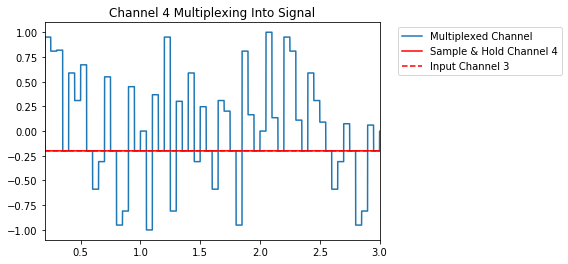 Channel 4 Multiplexing Into Signal
Multiplexed Channel
Sample & Hold Channel 4
Input Channel 3
1.00
0.75
0.50
0.25
0.00
−0.25
−0.50
−0.75
−1.00
0.5 1.0 1.5 2.0 2.5 3.0